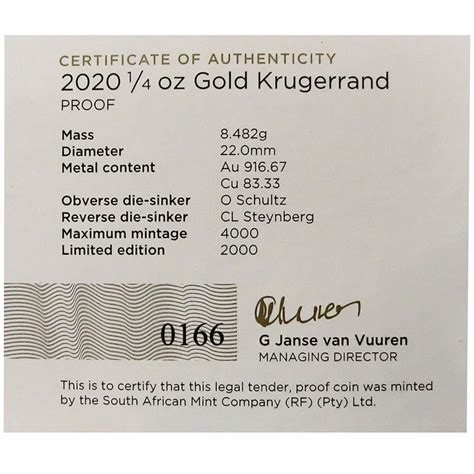 CERTIFICATE OF AUTHENTICITY
2020 1/4 oz Gold Krugerrand
PROOF
Mass 8.482g
Diameter 22.0mm
Metal content Au 916.67
Cu 83.33
Obverse die-sinker O Schultz
Reverse die-sinker CL Steynberg
Maximum mintage 4000
Limited edition 2000
0166
G Janse van Vuuren
MANAGING DIRECTOR
This is to certify that this legal tender, proof coin was minted
by the South African Mint Company (RF) (Pty) Ltd.